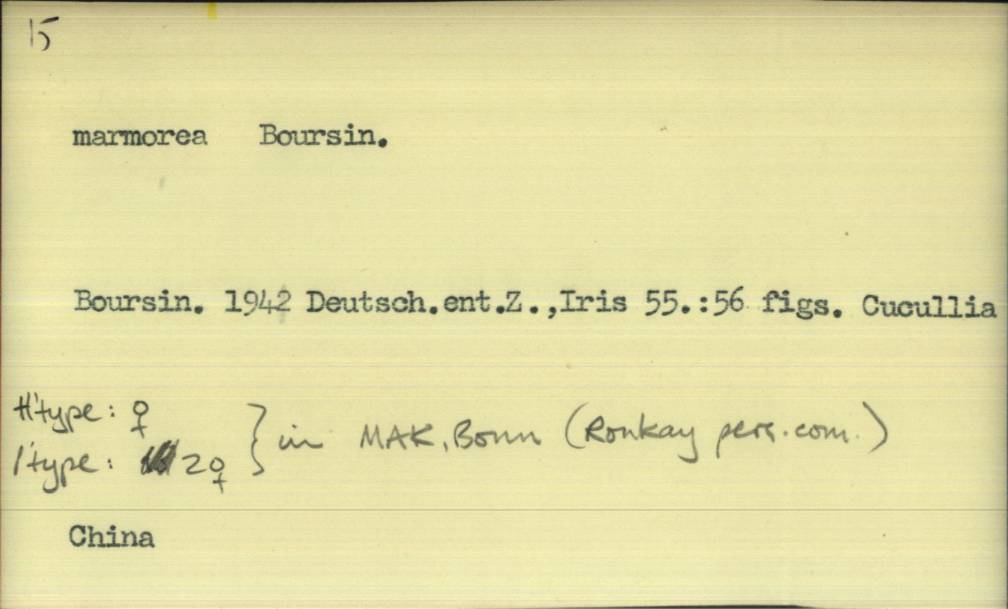 15
marmorea Boursin.
Boursin. 1942 Deutsch.ent.Z.,Iris 55.:56 figs. Cucullia
H'type: ♀
P'type: 2♀ } in MAK, Bonn (Ronkay pers. com.)
China